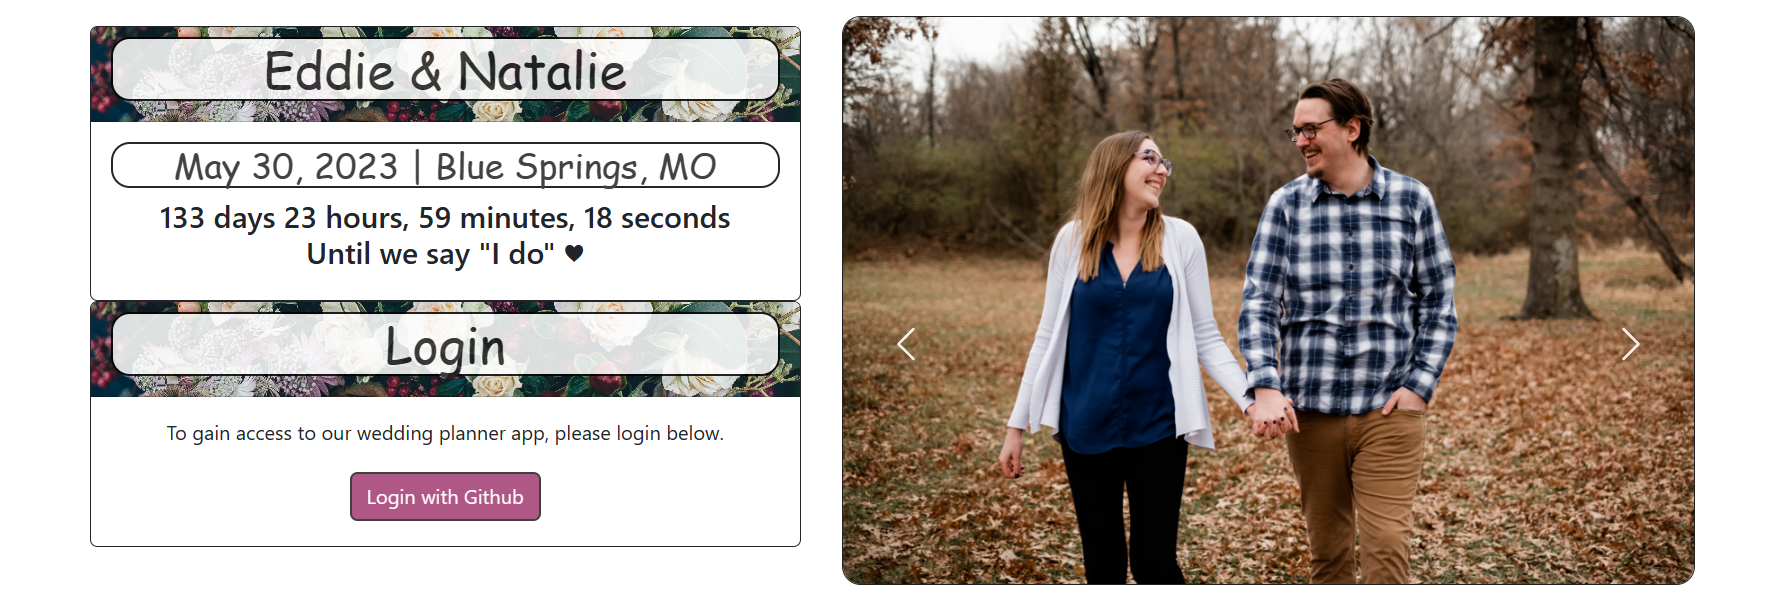 Eddie & Natalie
May 30, 2023 | Blue Springs, MO
133 days 23 hours, 59 minutes, 18 seconds
Until we say "I do" ♥
Login
To gain access to our wedding planner app, please login below.
Login with Github